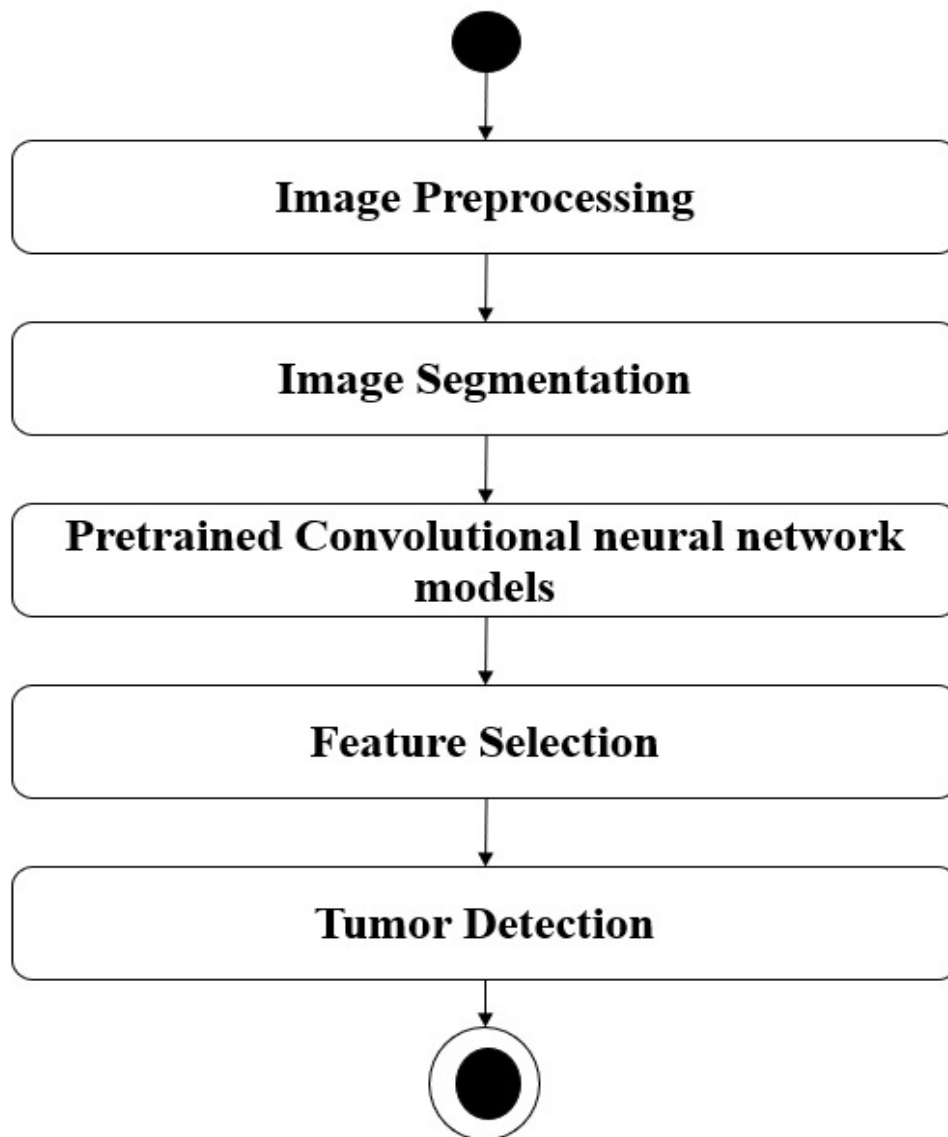 Image Preprocessing
Image Segmentation
Pretrained Convolutional neural network
models
Feature Selection
Tumor Detection